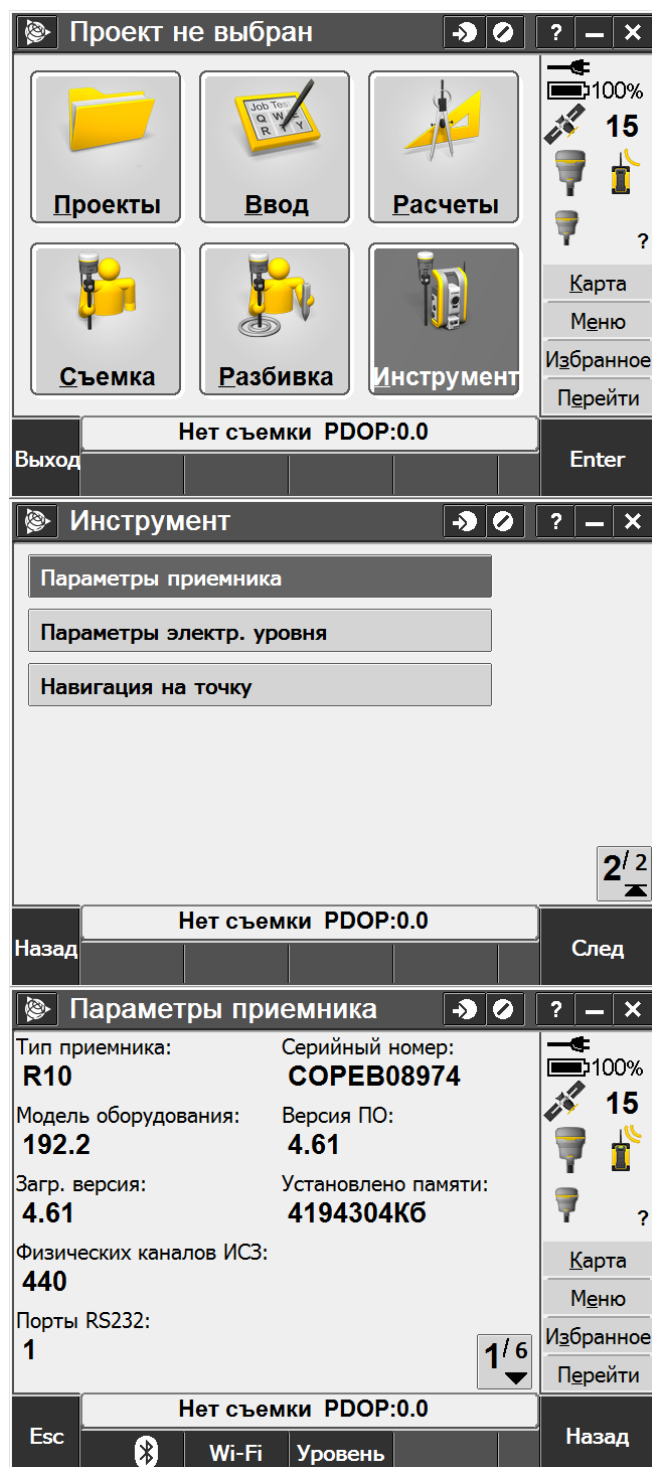 Проект не выбран ? – ×
Job Test
Q W E
R T Y
100%
15
Проекты Ввод Расчеты
?
Карта
Меню
Съемка Разбивка Инструмент
Избранное
Перейти
Нет съемки PDOP:0.0
Выход Enter
Инструмент ? – ×
Параметры приемника
Параметры электр. уровня
Навигация на точку
2/2
Нет съемки PDOP:0.0
Назад След
Параметры приемника ? – ×
Тип приемника: Серийный номер:
R10 COPEB08974
100%
15
Модель оборудования: Версия ПО:
192.2 4.61
Загр. версия: Установлено памяти:
4.61 4194304Кб
?
Физических каналов ИСЗ:
440
Карта
Меню
Порты RS232:
1
1/6
Избранное
Перейти
Нет съемки PDOP:0.0
Esc Wi-Fi Уровень Назад